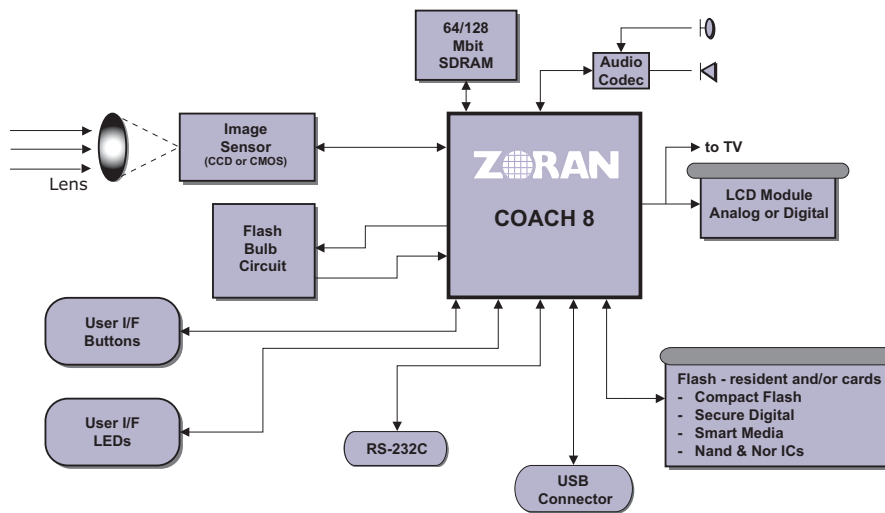 64/128
Mbit
SDRAM
Audio
Codec
Image
Sensor
(CCD or CMOS)
Lens
ZORAN
COACH 8
to TV
LCD Module
Analog or Digital
Flash
Bulb
Circuit
User I/F
Buttons
User I/F
LEDs
RS-232C
USB
Connector
Flash - resident and/or cards
- Compact Flash
- Secure Digital
- Smart Media
- Nand & Nor ICs